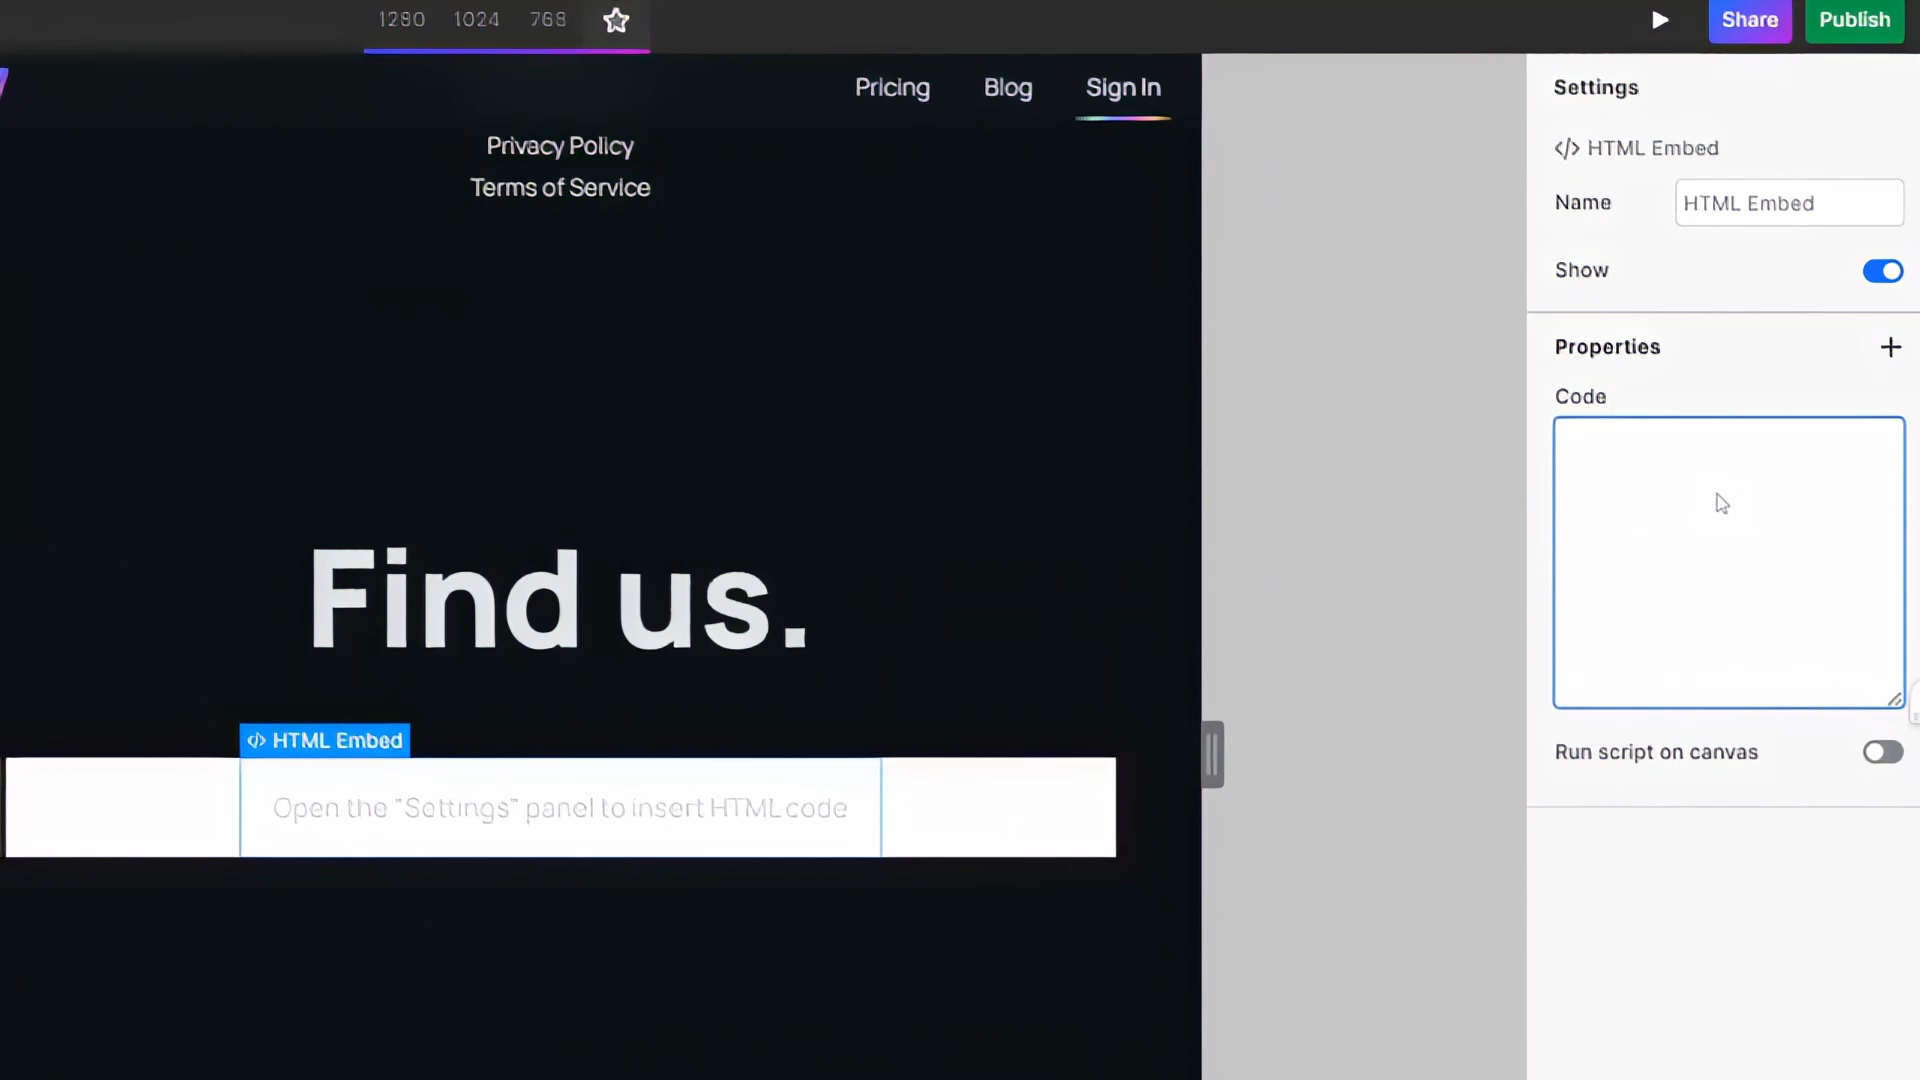 1280 1024 768
Share Publish
Pricing Blog Sign In
Privacy Policy
Terms of Service
Find us.
</> HTML Embed
Open the "Settings" panel to insert HTML code
Settings
</> HTML Embed
Name HTML Embed
Show
Properties
Code
Run script on canvas